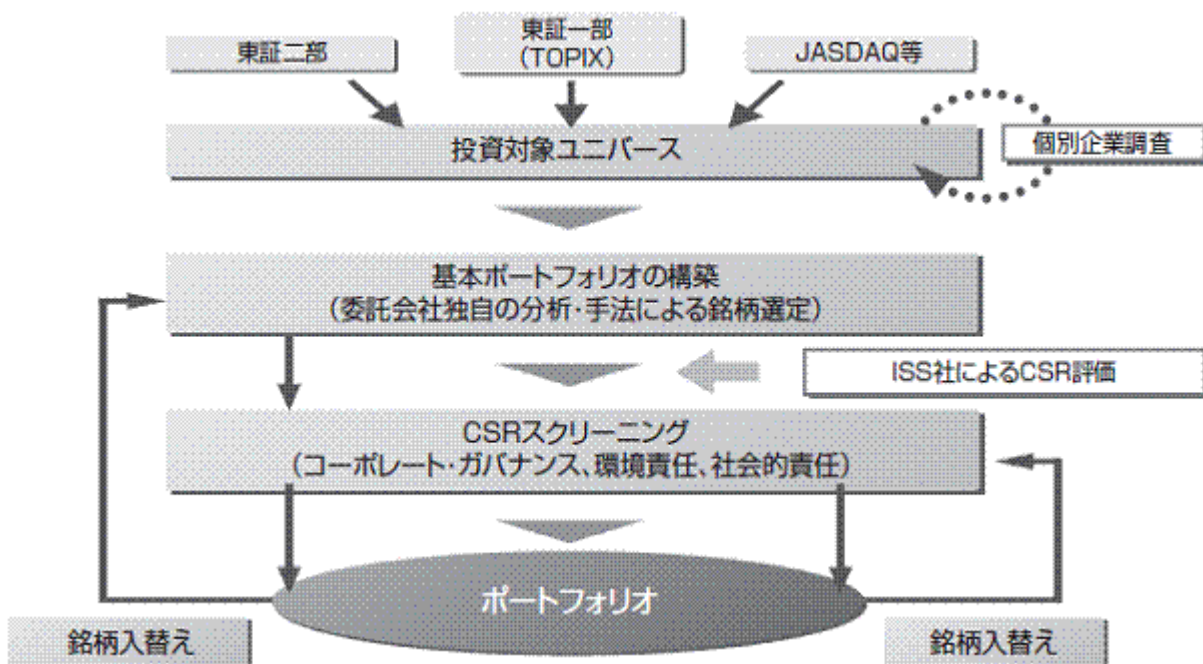 東証二部
東証一部
(TOPIX)
JASDAQ等
投資対象ユニバース
個別企業調査
基本ポートフォリオの構築
(委託会社独自の分析・手法による銘柄選定)
ISS社によるCSR評価
CSRスクリーニング
(コーポレート・ガバナンス、環境責任、社会的責任)
ポートフォリオ
銘柄入替え
銘柄入替え